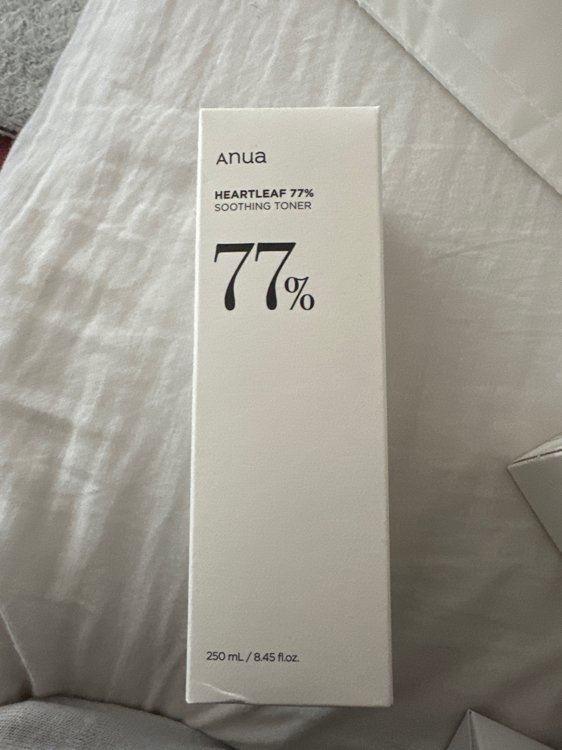 Anua
HEARTLEAF 77%
SOOTHING TONER
77%
250 mL / 8.45 fl.oz.